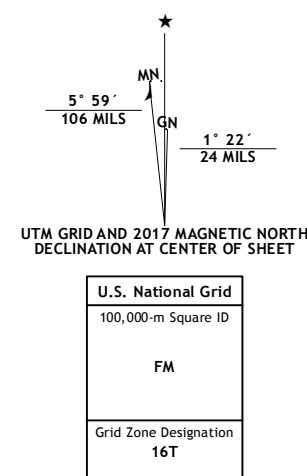 MN.
5° 59´
106 MILS
GN
1° 22´
24 MILS
UTM GRID AND 2017 MAGNETIC NORTH
DECLINATION AT CENTER OF SHEET
U.S. National Grid
100,000-m Square ID
FM
Grid Zone Designation
16T